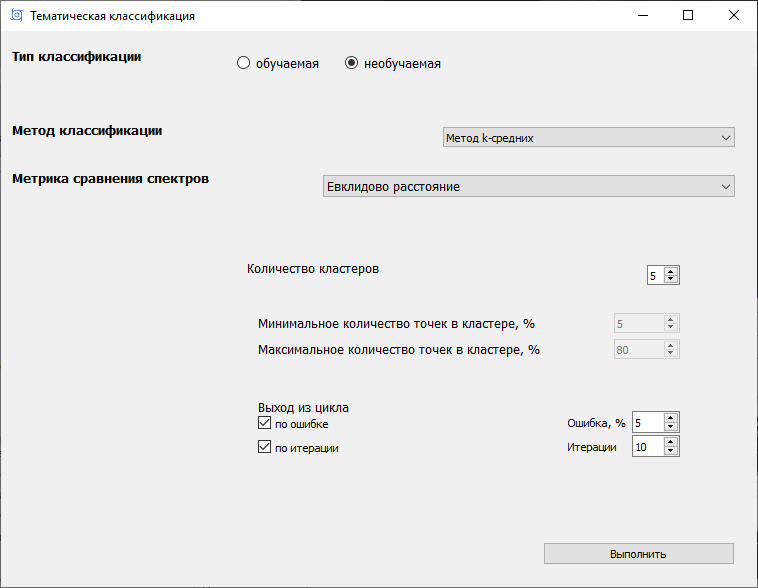 Тематическая классификация
Тип классификации
обучаемая
необучаемая
Метод классификации
Метод k-средних
Метрика сравнения спектров
Евклидово расстояние
Количество кластеров
5
Минимальное количество точек в кластере, %
5
Максимальное количество точек в кластере, %
80
Выход из цикла
по ошибке
Ошибка, %
5
по итерации
Итерации
10
Выполнить